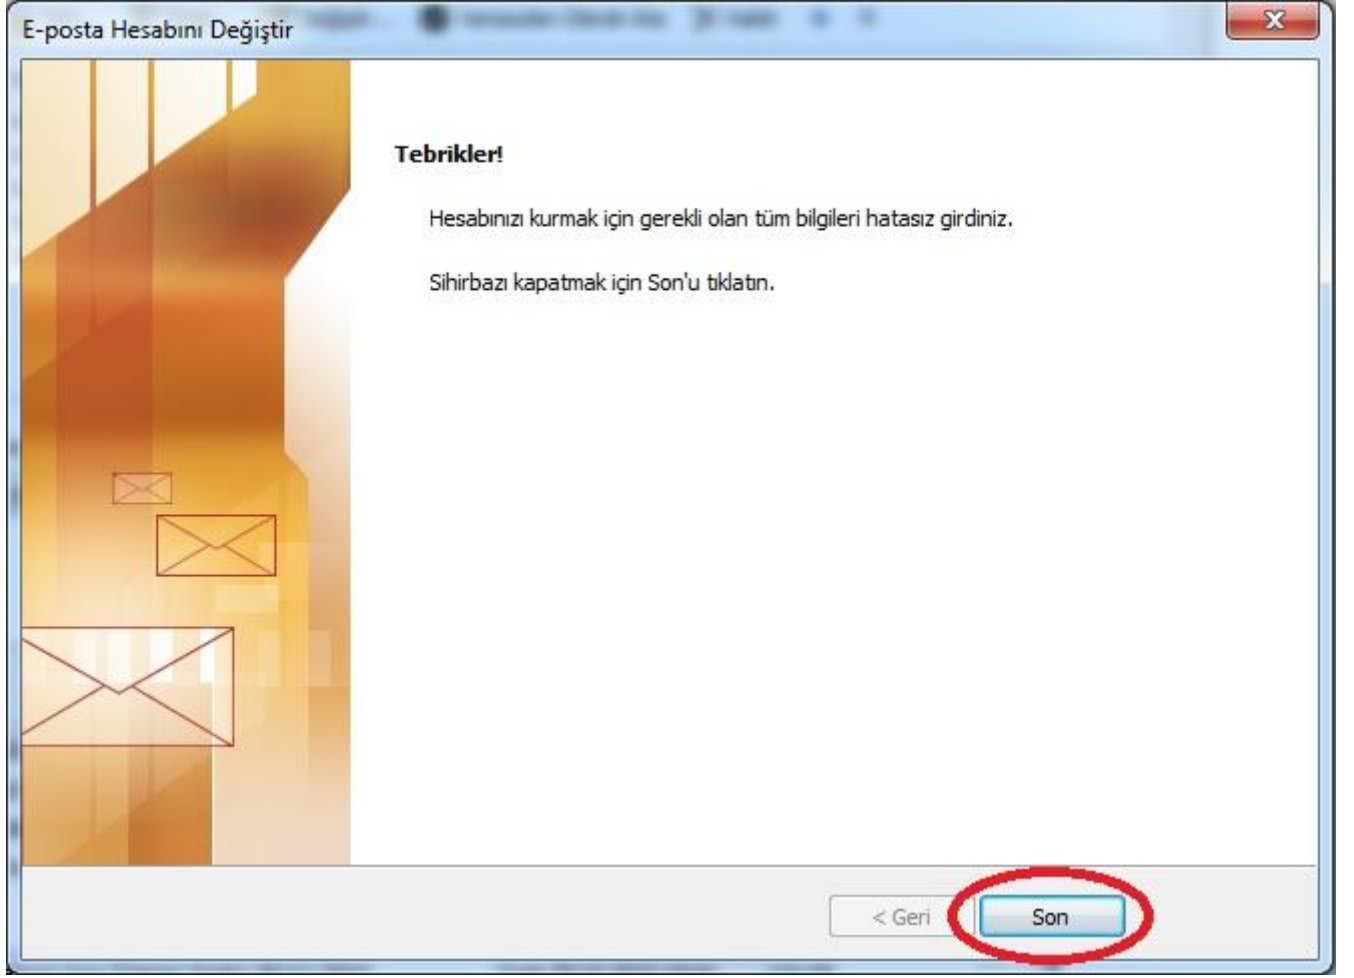 E-posta Hesabını Değiştir
Tebrikler!
Hesabınızı kurmak için gerekli olan tüm bilgileri hatasız girdiniz.
Sihirbazı kapatmak için Son'u tıklatın.
< Geri
Son